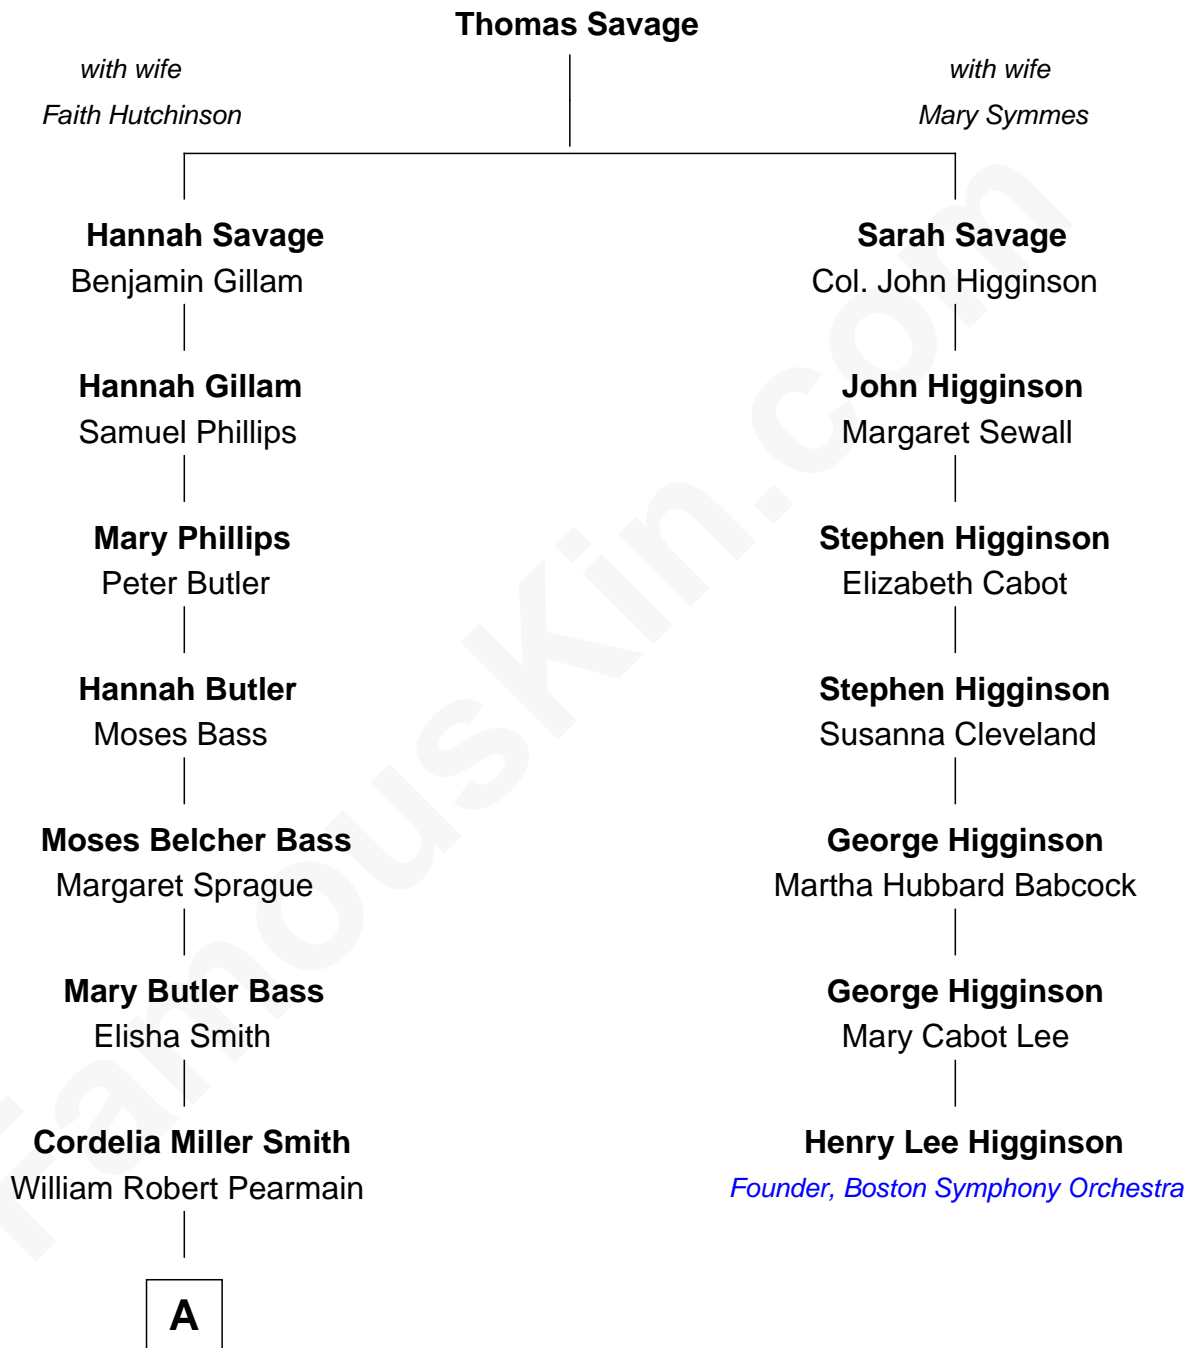 Thomas Savage
with wife
Faith Hutchinson
with wife
Mary Symmes
Hannah Savage
Benjamin Gillam
Sarah Savage
Col. John Higginson
Hannah Gillam
Samuel Phillips
John Higginson
Margaret Sewall
Mary Phillips
Peter Butler
Stephen Higginson
Elizabeth Cabot
Hannah Butler
Moses Bass
Stephen Higginson
Susanna Cleveland
Moses Belcher Bass
Margaret Sprague
George Higginson
Martha Hubbard Babcock
Mary Butler Bass
Elisha Smith
George Higginson
Mary Cabot Lee
Cordelia Miller Smith
William Robert Pearmain
Henry Lee Higginson
Founder, Boston Symphony Orchestra
A
FamousKin.com